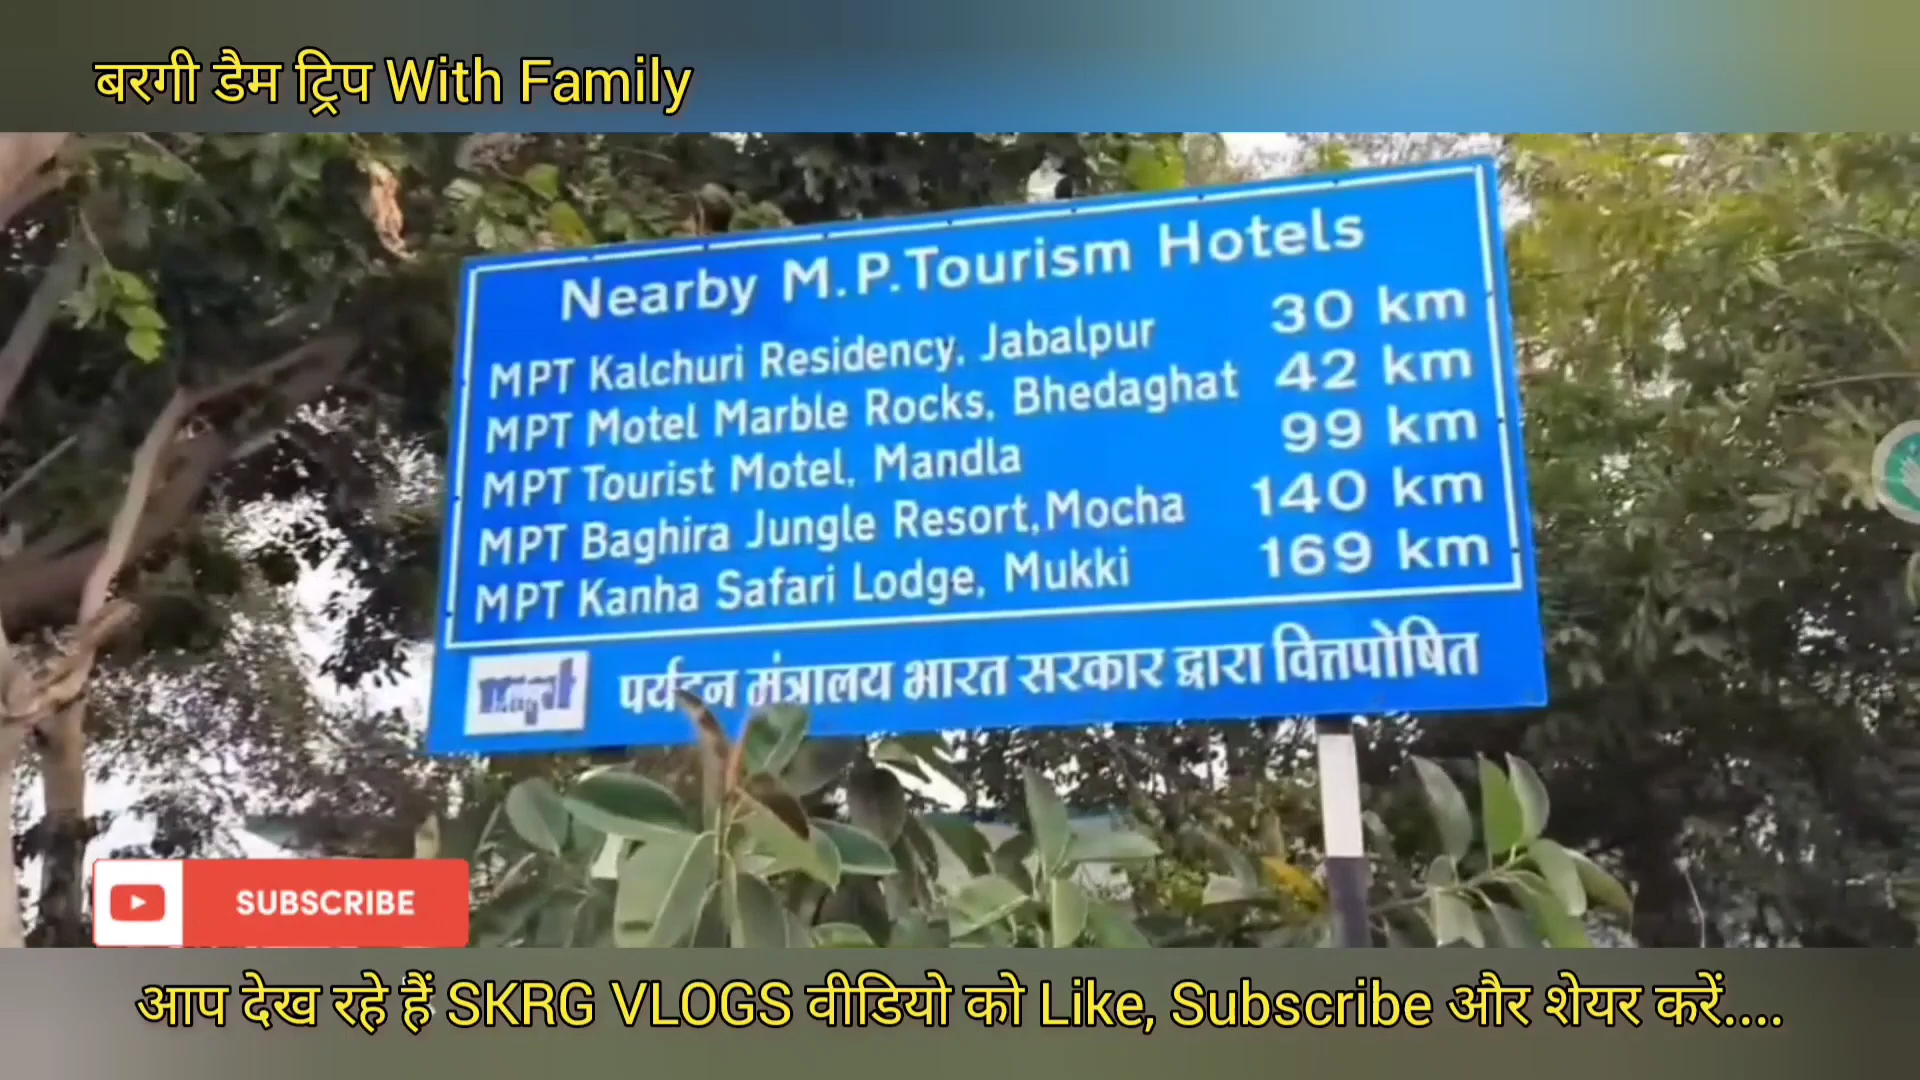 बरगी डैम ट्रिप With Family
Nearby M.P.Tourism Hotels
MPT Kalchuri Residency, Jabalpur 30 km
MPT Motel Marble Rocks, Bhedaghat 42 km
MPT Tourist Motel, Mandla 99 km
MPT Baghira Jungle Resort,Mocha 140 km
MPT Kanha Safari Lodge, Mukki 169 km
पर्यटन मंत्रालय भारत सरकार द्वारा वित्तपोषित
SUBSCRIBE
आप देख रहे हैं SKRG VLOGS वीडियो को Like, Subscribe और शेयर करें....